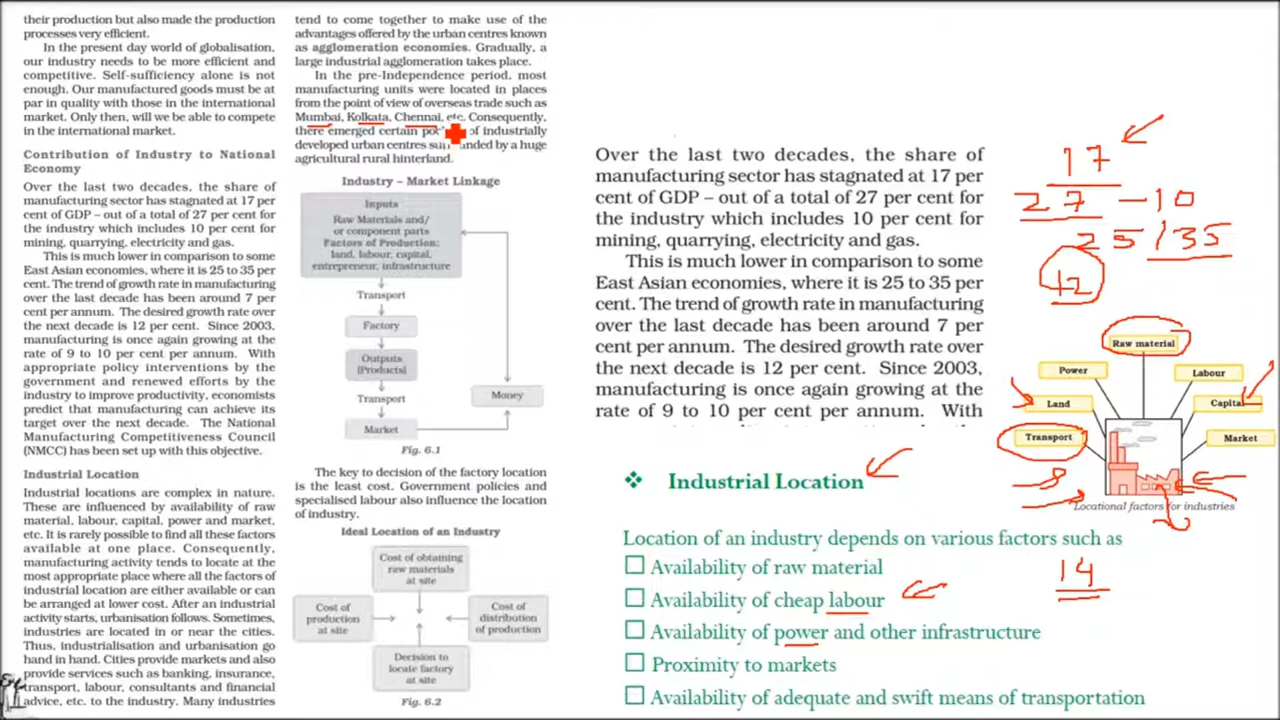 their production but also made the production
processes very efficient.
In the present day world of globalisation,
our industry needs to be more efficient and
competitive. Self-sufficiency alone is not
enough. Our manufactured goods must be at
par in quality with those in the international
market. Only then, will we be able to compete
in the international market.
Contribution of Industry to National
Economy
Over the last two decades, the share of
manufacturing sector has stagnated at 17 per
cent of GDP – out of a total of 27 per cent for
the industry which includes 10 per cent for
mining, quarrying, electricity and gas.
This is much lower in comparison to some
East Asian economies, where it is 25 to 35 per
cent. The trend of growth rate in manufacturing
over the last decade has been around 7 per
cent per annum. The desired growth rate over
the next decade is 12 per cent. Since 2003,
manufacturing is once again growing at the
rate of 9 to 10 per cent per annum. With
appropriate policy interventions by the
government and renewed efforts by the
industry to improve productivity, economists
predict that manufacturing can achieve its
target over the next decade. The National
Manufacturing Competitiveness Council
(NMCC) has been set up with this objective.
Industrial Location
Industrial locations are complex in nature.
These are influenced by availability of raw
material, labour, capital, power and market,
etc. It is rarely possible to find all these factors
available at one place. Consequently,
manufacturing activity tends to locate at the
most appropriate place where all the factors of
industrial location are either available or can
be arranged at lower cost. After an industrial
activity starts, urbanisation follows. Sometimes,
industries are located in or near the cities.
Thus, industrialisation and urbanisation go
hand in hand. Cities provide markets and also
provide services such as banking, insurance,
transport, labour, consultants and financial
advice, etc. to the industry. Many industries
tend to come together to make use of the
advantages offered by the urban centres known
as agglomeration economies. Gradually, a
large industrial agglomeration takes place.
In the pre-Independence period, most
manufacturing units were located in places
from the point of view of overseas trade such as
Mumbai, Kolkata, Chennai, etc. Consequently,
there emerged certain of industrially
developed urban centres by a huge
agricultural rural hinterland.
Industry – Market Linkage
Inputs
Raw Materials and/
or component parts
Factors of Production:
land, labour, capital,
entrepreneur, infrastructure
Transport
Factory
Outputs
(Products)
Transport
Money
Market
Fig. 6.1
The key to decision of the factory location
is the least cost. Government policies and
specialised labour also influence the location
of industry.
Ideal Location of an Industry
Cost of obtaining
raw materials
at site
Cost of
production
at site
Cost of
distribution
of production
Decision to
locate factory
at site
Fig. 6.2
Over the last two decades, the share of
manufacturing sector has stagnated at 17 per
cent of GDP – out of a total of 27 per cent for
the industry which includes 10 per cent for
mining, quarrying, electricity and gas.
This is much lower in comparison to some
East Asian economies, where it is 25 to 35 per
cent. The trend of growth rate in manufacturing
over the last decade has been around 7 per
cent per annum. The desired growth rate over
the next decade is 12 per cent. Since 2003,
manufacturing is once again growing at the
rate of 9 to 10 per cent per annum. With
17
27 -10
25/35
12
Raw material
Power
Labour
Land
Capital
Transport
Market
Locational factors for industries
❖ Industrial Location
Location of an industry depends on various factors such as
☐ Availability of raw material
14
☐ Availability of cheap labour
☐ Availability of power and other infrastructure
☐ Proximity to markets
☐ Availability of adequate and swift means of transportation